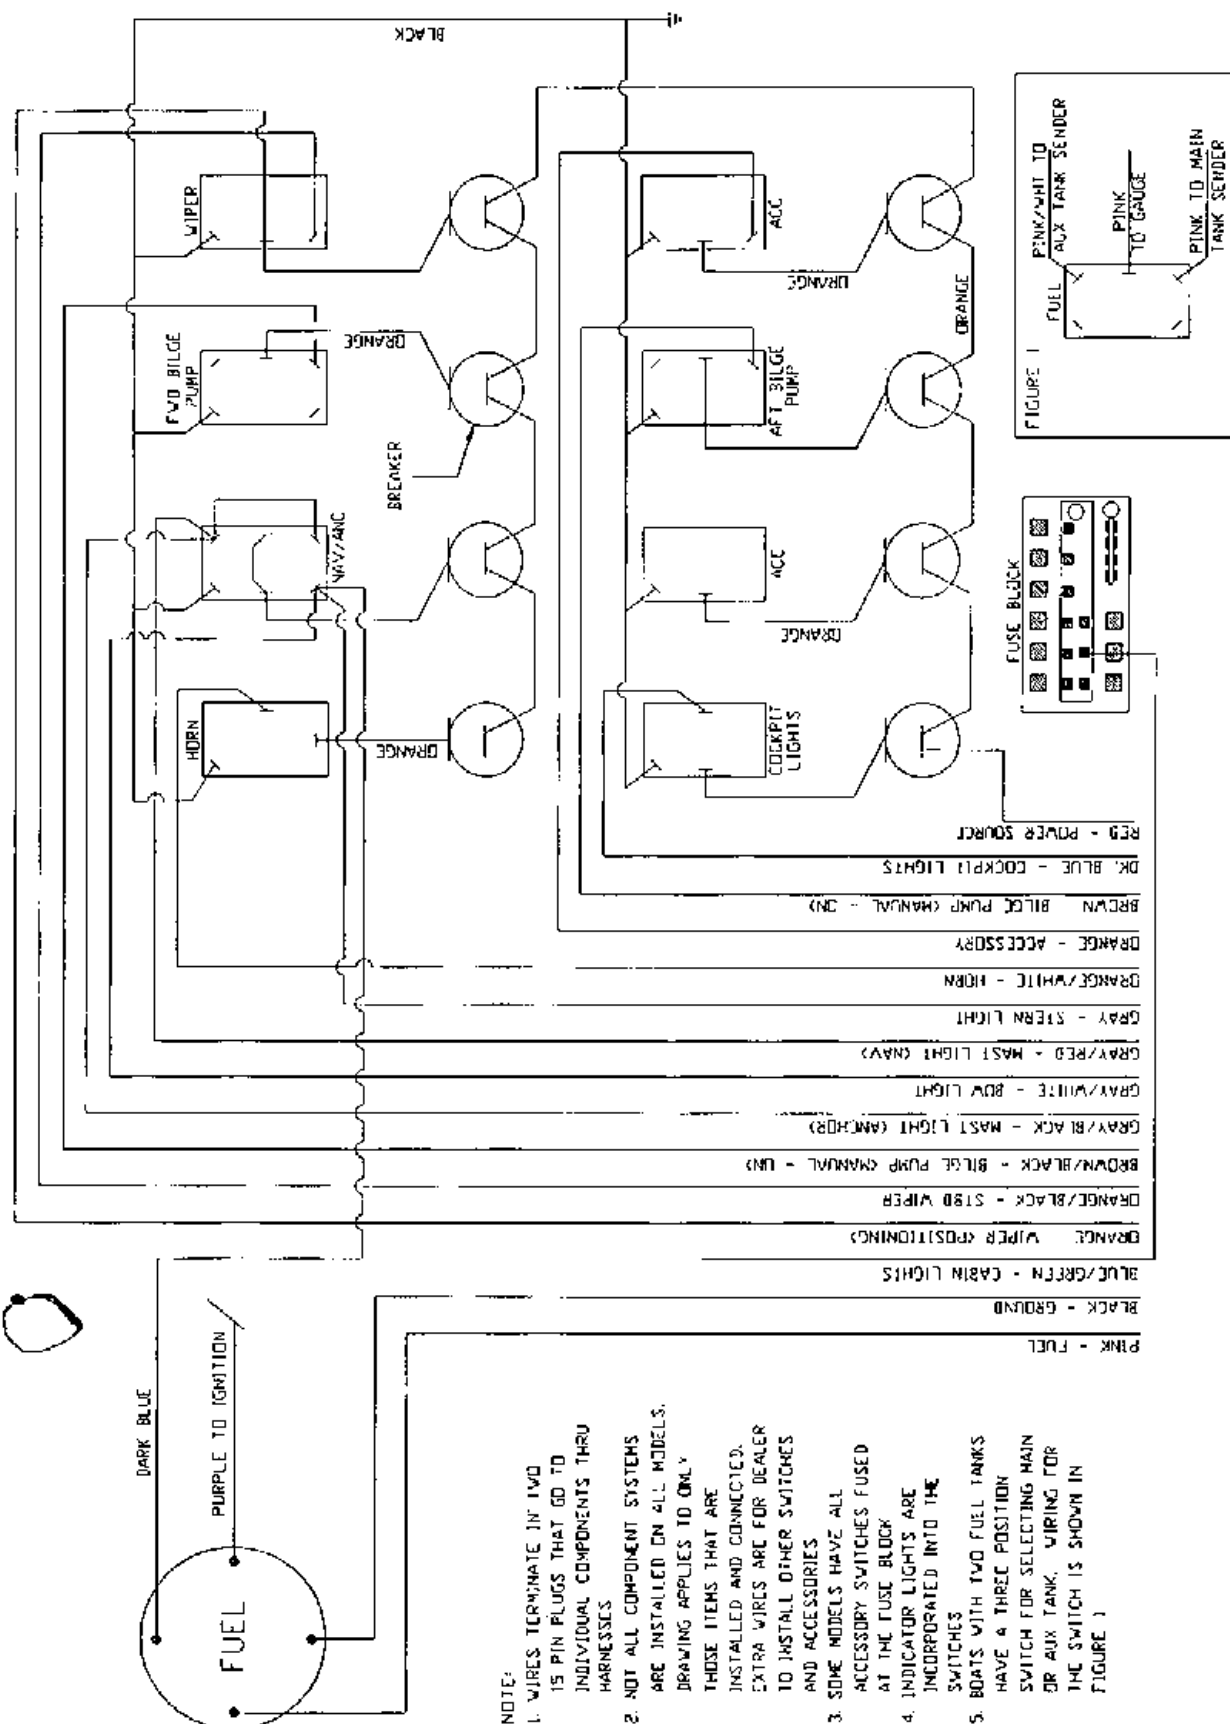 BLACK
WIPER
FWD BILGE
PUMP
NAV/ANC
HORN
ORANGE
BREAKER
ORANGE
ACC
AFT BILGE
PUMP
ACC
COCKPIT
LIGHTS
ORANGE
ORANGE
ORANGE
FUSE BLOCK
FIGURE 1
FUEL
PINK/WHT TO
AUX TANK SENDER
PINK
TO GAUGE
PINK TO MAIN
TANK SENDER
RED - POWER SOURCE
DK. BLUE - COCKPIT LIGHTS
BROWN BILGE PUMP (MANUAL - ON)
ORANGE - ACCESSORY
ORANGE/WHITE - HORN
GRAY - STERN LIGHT
GRAY/RED - MAST LIGHT (NAV)
GRAY/WHITE - BOW LIGHT
GRAY/BLACK - MAST LIGHT (ANCHOR)
BROWN/BLACK - BILGE PUMP (MANUAL - ON)
ORANGE/BLACK - STBD WIPER
ORANGE WIPER (POSITIONING)
BLUE/GREEN - CABIN LIGHTS
BLACK - GROUND
PINK - FUEL
DARK BLUE
PURPLE TO IGNITION
FUEL
NOTE:
1. WIRES TERMINATE IN TWO
15 PIN PLUGS THAT GO TO
INDIVIDUAL COMPONENTS THRU
HARNESSES
2. NOT ALL COMPONENT SYSTEMS
ARE INSTALLED ON ALL MODELS.
DRAWING APPLIES TO ONLY
THOSE ITEMS THAT ARE
INSTALLED AND CONNECTED.
EXTRA WIRES ARE FOR DEALER
TO INSTALL OTHER SWITCHES
AND ACCESSORIES
3. SOME MODELS HAVE ALL
ACCESSORY SWITCHES FUSED
AT THE FUSE BLOCK
4. INDICATOR LIGHTS ARE
INCORPORATED INTO THE
SWITCHES
5. BOATS WITH TWO FUEL TANKS
HAVE A THREE POSITION
SWITCH FOR SELECTING MAIN
OR AUX TANK. WIRING FOR
THE SWITCH IS SHOWN IN
FIGURE 1